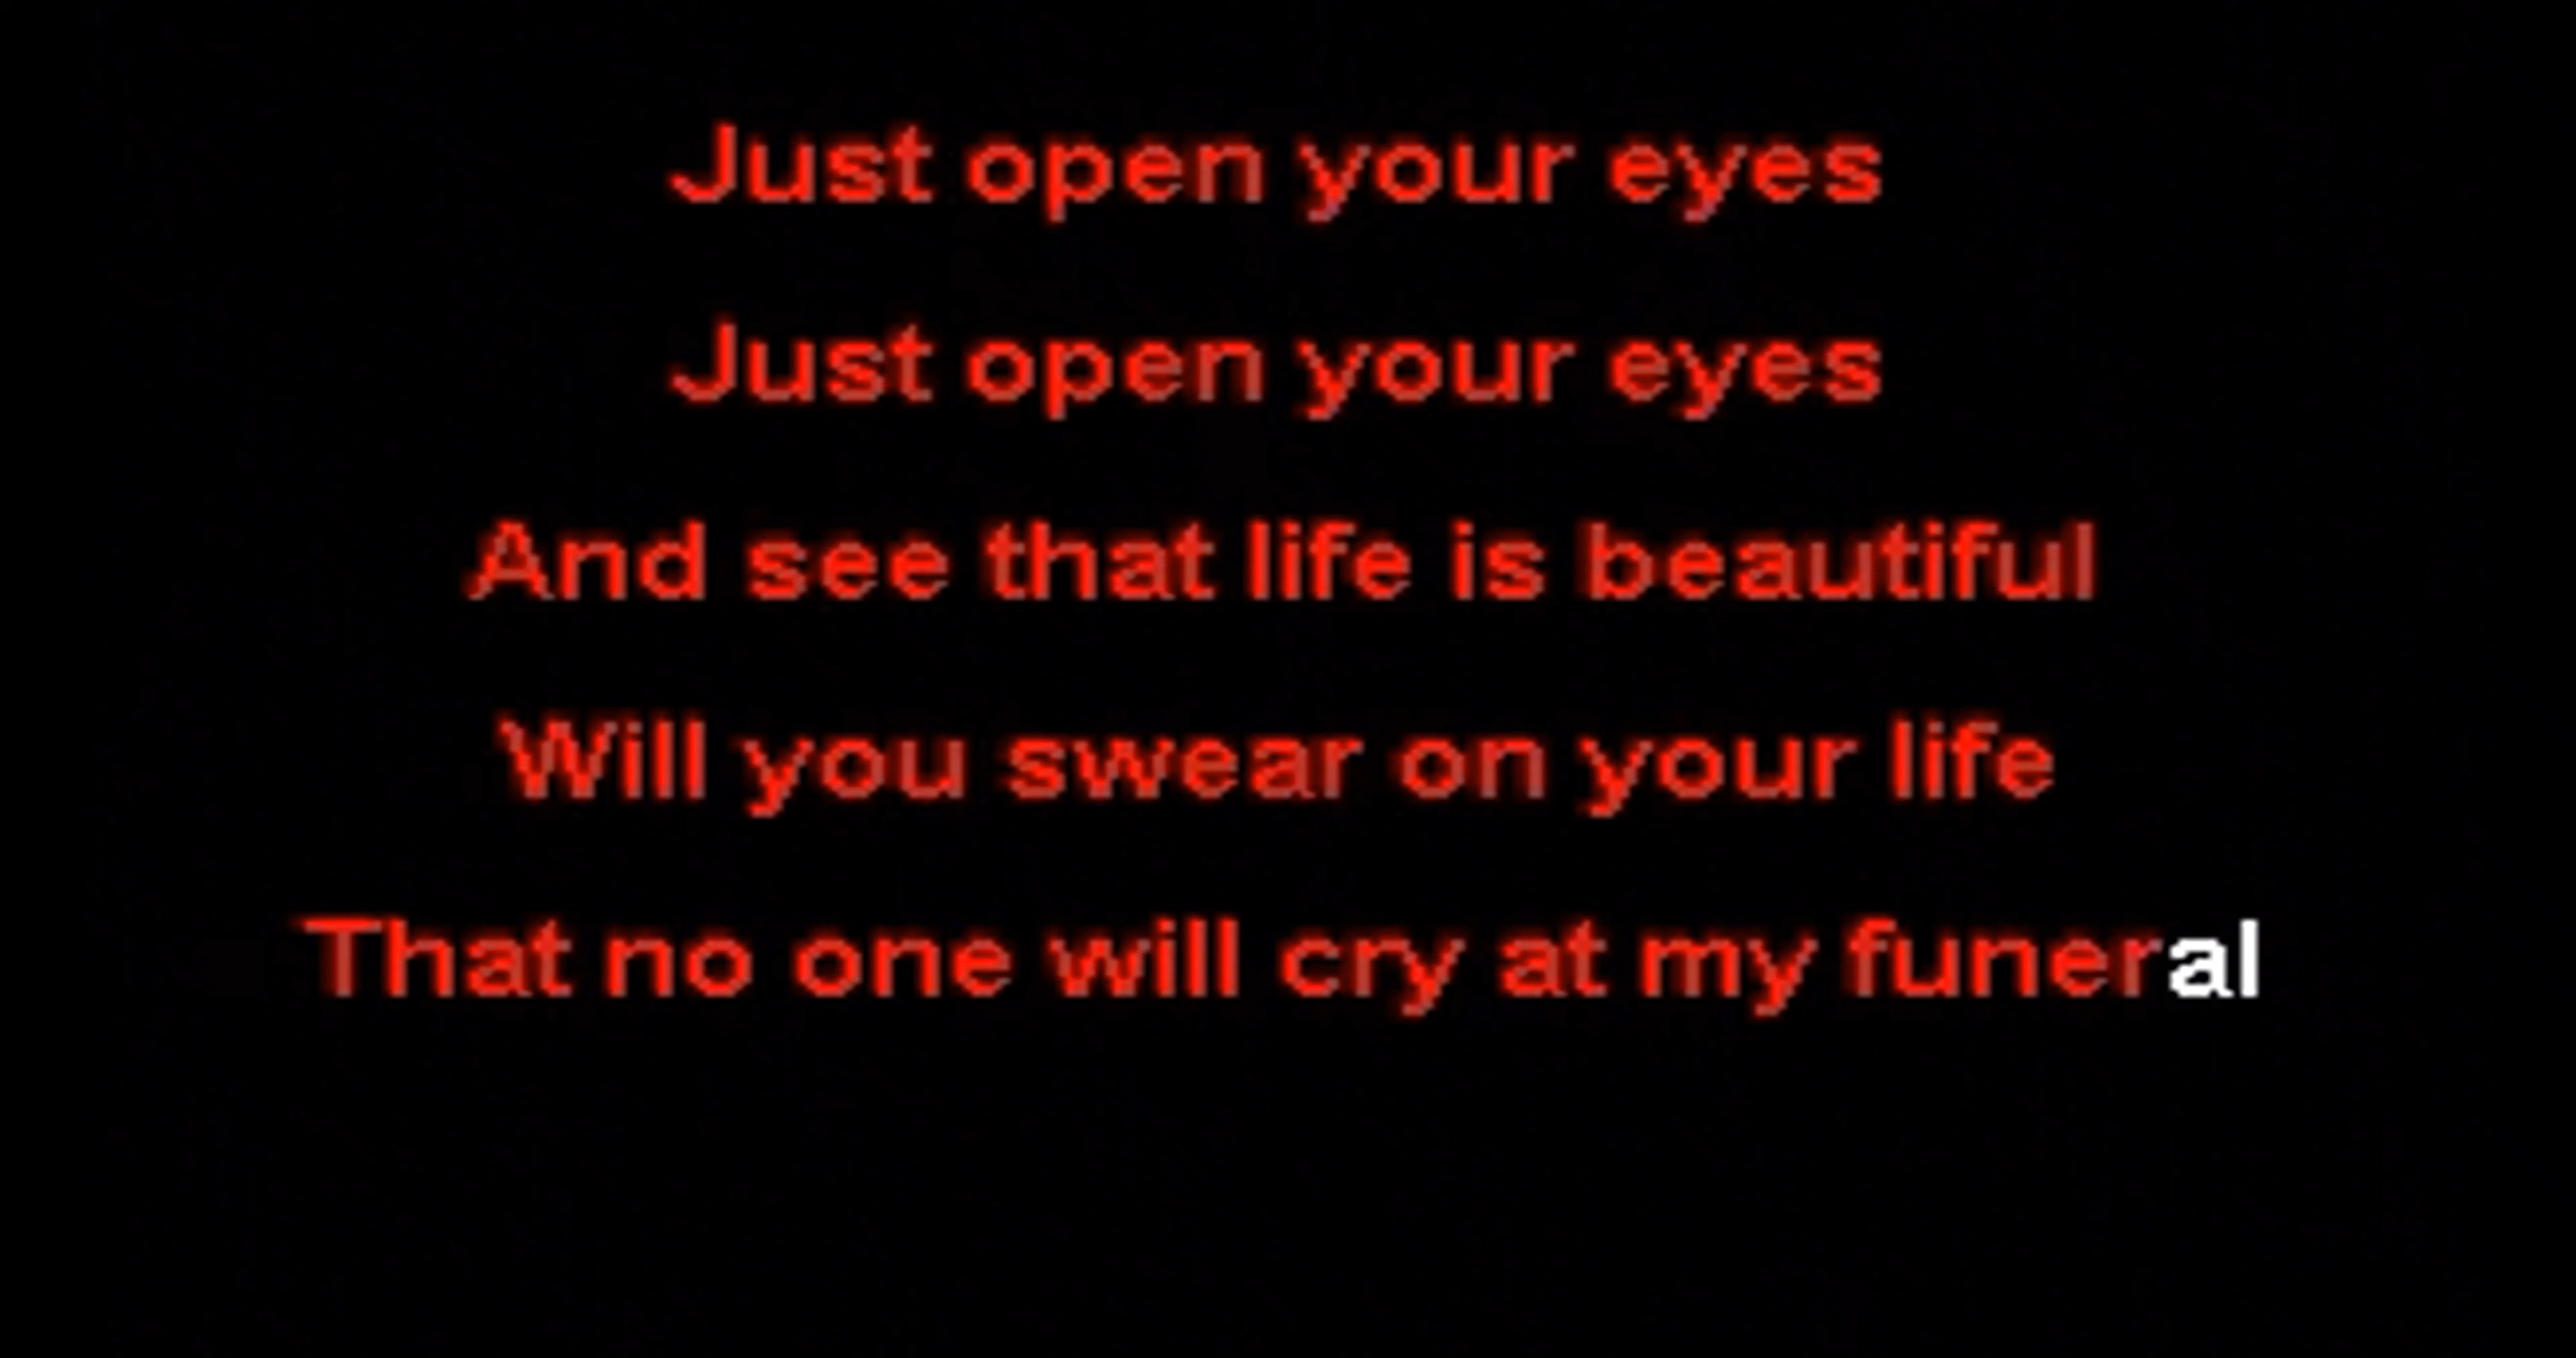 Just open your eyes
Just open your eyes
And see that life is beautiful
Will you swear on your life
That no one will cry at my funeral